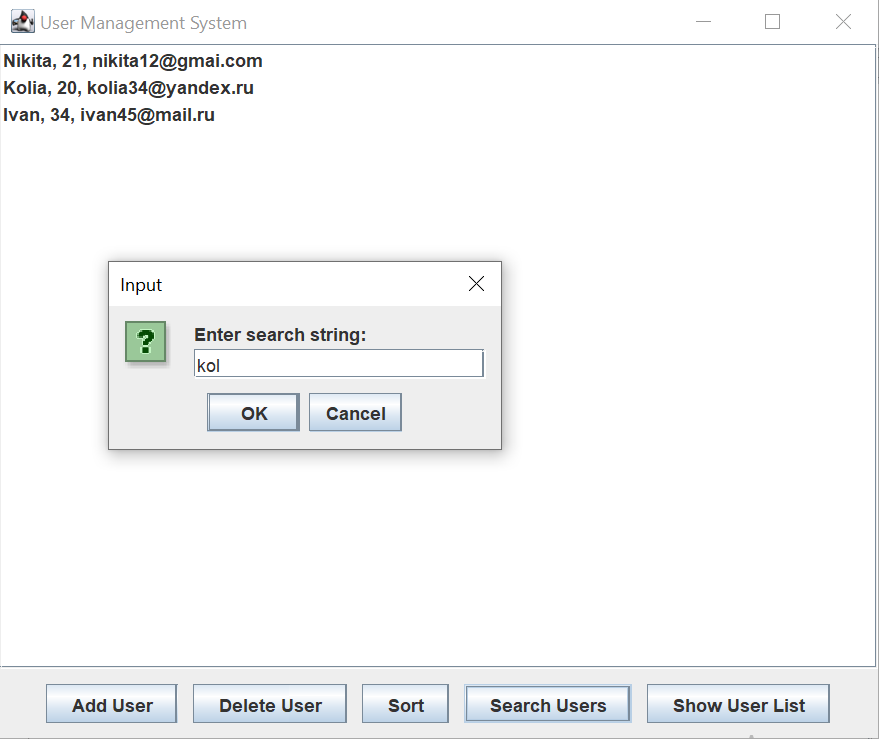 User Management System
Nikita, 21, nikita12@gmai.com
Kolia, 20, kolia34@yandex.ru
Ivan, 34, ivan45@mail.ru
Input
?
Enter search string:
kol
OK Cancel
Add User Delete User Sort Search Users Show User List